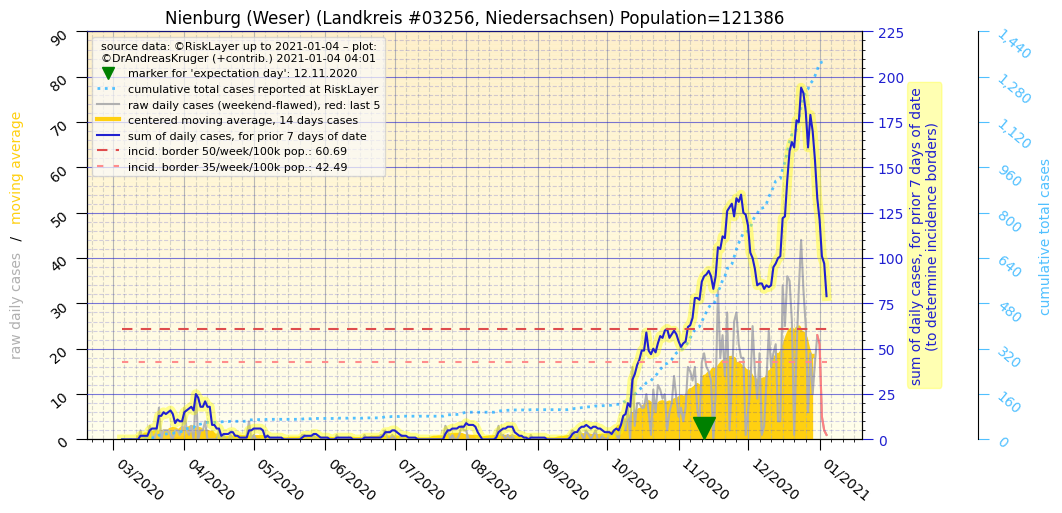 Nienburg (Weser) (Landkreis #03256, Niedersachsen) Population=121386
source data: ©RiskLayer up to 2021-01-04 – plot:
©DrAndreasKruger (+contrib.) 2021-01-04 04:01
marker for 'expectation day': 12.11.2020
cumulative total cases reported at RiskLayer
raw daily cases (weekend-flawed), red: last 5
centered moving average, 14 days cases
sum of daily cases, for prior 7 days of date
incid. border 50/week/100k pop.: 60.69
incid. border 35/week/100k pop.: 42.49
raw daily cases / moving average
90
80
70
60
50
40
30
20
10
0
03/2020
04/2020
05/2020
06/2020
07/2020
08/2020
09/2020
10/2020
11/2020
12/2020
01/2021
225
200
175
150
125
100
75
50
25
0
sum of daily cases, for prior 7 days of date
(to determine incidence borders)
1,440
1,280
1,120
960
800
640
480
320
160
0
cumulative total cases